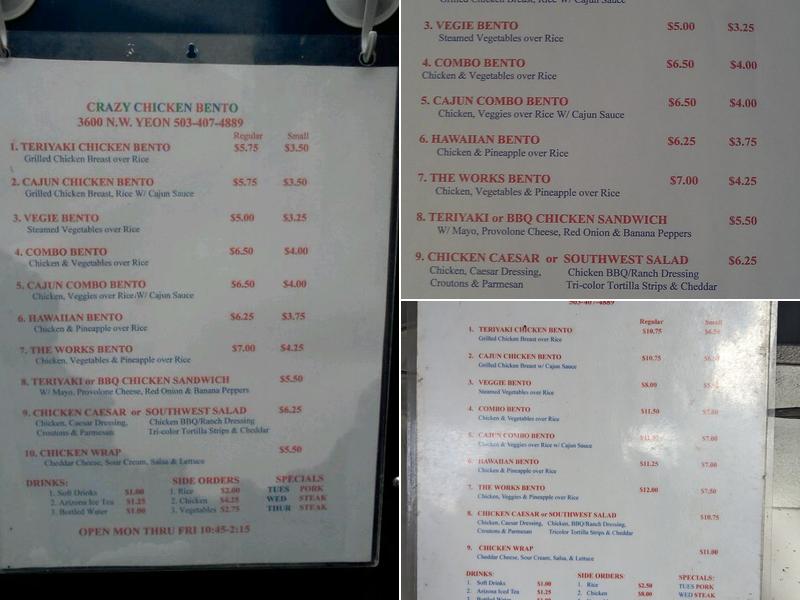 CRAZY CHICKEN BENTO
3600 N.W. YEON 503-407-4889
Regular Small
1. TERIYAKI CHICKEN BENTO $5.75 $3.50
Grilled Chicken Breast over Rice
2. CAJUN CHICKEN BENTO $5.75 $3.50
Grilled Chicken Breast, Rice W/ Cajun Sauce
3. VEGIE BENTO $5.00 $3.25
Steamed Vegetables over Rice
4. COMBO BENTO $6.50 $4.00
Chicken & Vegetables over Rice
5. CAJUN COMBO BENTO $6.50 $4.00
Chicken, Veggies over Rice/W/ Cajun Sauce
6. HAWAIIAN BENTO $6.25 $3.75
Chicken & Pineapple over Rice
7. THE WORKS BENTO $7.00 $4.25
Chicken, Vegetables & Pineapple over Rice
8. TERIYAKI or BBQ CHICKEN SANDWICH $5.50
W/ Mayo, Provolone Cheese, Red Onion & Banana Peppers
9. CHICKEN CAESAR or SOUTHWEST SALAD $6.25
Chicken, Caesar Dressing, Chicken BBQ/Ranch Dressing
Croutons & Parmesan Tri-color Tortilla Strips & Cheddar
10. CHICKEN WRAP $5.50
Cheddar Cheese, Sour Cream, Salsa & Lettuce
DRINKS: SIDE ORDERS SPECIALS
1. Soft Drinks $1.00 1. Rice $2.00 TUES PORK
2. Arizona Ice Tea $1.25 2. Chicken $4.25 WED STEAK
3. Bottled Water $1.00 3. Vegetables $2.75 THUR STEAK
OPEN MON THRU FRI 10:45-2:15
Grilled Chicken Breast, Rice W/ Cajun Sauce
3. VEGIE BENTO $5.00 $3.25
Steamed Vegetables over Rice
4. COMBO BENTO $6.50 $4.00
Chicken & Vegetables over Rice
5. CAJUN COMBO BENTO $6.50 $4.00
Chicken, Veggies over Rice W/ Cajun Sauce
6. HAWAIIAN BENTO $6.25 $3.75
Chicken & Pineapple over Rice
7. THE WORKS BENTO $7.00 $4.25
Chicken, Vegetables & Pineapple over Rice
8. TERIYAKI or BBQ CHICKEN SANDWICH $5.50
W/ Mayo, Provolone Cheese, Red Onion & Banana Peppers
9. CHICKEN CAESAR or SOUTHWEST SALAD $6.25
Chicken, Caesar Dressing, Chicken BBQ/Ranch Dressing
Croutons & Parmesan Tri-color Tortilla Strips & Cheddar
503-407-4889
Regular Small
1. TERIYAKI CHICKEN BENTO $10.75
Grilled Chicken Breast over Rice
2. CAJUN CHICKEN BENTO $10.75
Grilled Chicken Breast w/ Cajun Sauce
3. VEGGIE BENTO $8.00
Steamed Vegetables over Rice
4. COMBO BENTO $11.50 $7.00
Chicken & Vegetables over Rice
5. CAJUN COMBO BENTO $7.00
Chicken & Veggies over Rice w/ Cajun Sauce
6. HAWAIIAN BENTO $11.25 $7.00
Chicken & Pineapple over Rice
7. THE WORKS BENTO $12.00 $7.50
Chicken, Veggies & Pineapple over Rice
8. CHICKEN CAESAR or SOUTHWEST SALAD $10.75
Chicken, Caesar Dressing, Chicken, BBQ/Ranch Dressing,
Croutons & Parmesan Tricolor Tortilla Strips & Cheddar
9. CHICKEN WRAP $11.00
Cheddar Cheese, Sour Cream, Salsa, & Lettuce
DRINKS: SIDE ORDERS: SPECIALS:
1. Soft Drinks $1.00 1. Rice $2.50 TUES PORK
2. Arizona Iced Tea $1.25 2. Chicken $8.00 WED STEAK
3. Bottled Water